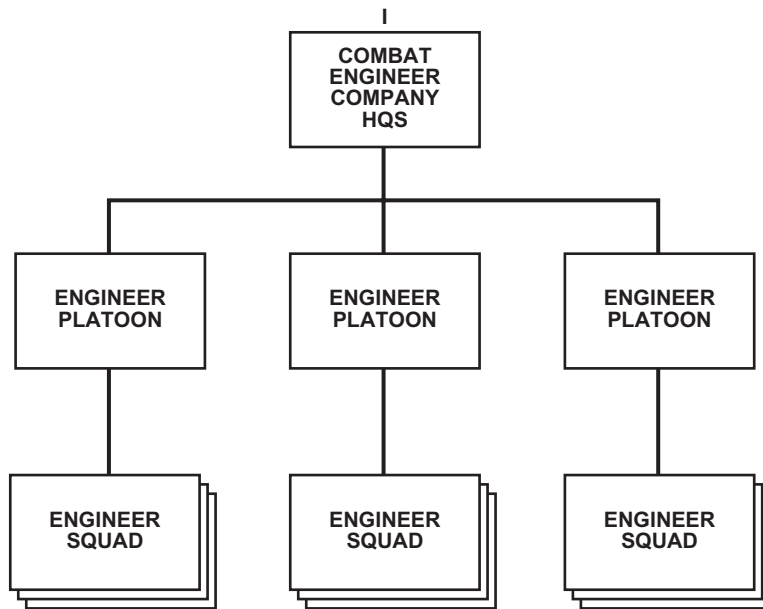 I
COMBAT
ENGINEER
COMPANY
HQS
ENGINEER
PLATOON
ENGINEER
PLATOON
ENGINEER
PLATOON
ENGINEER
SQUAD
ENGINEER
SQUAD
ENGINEER
SQUAD